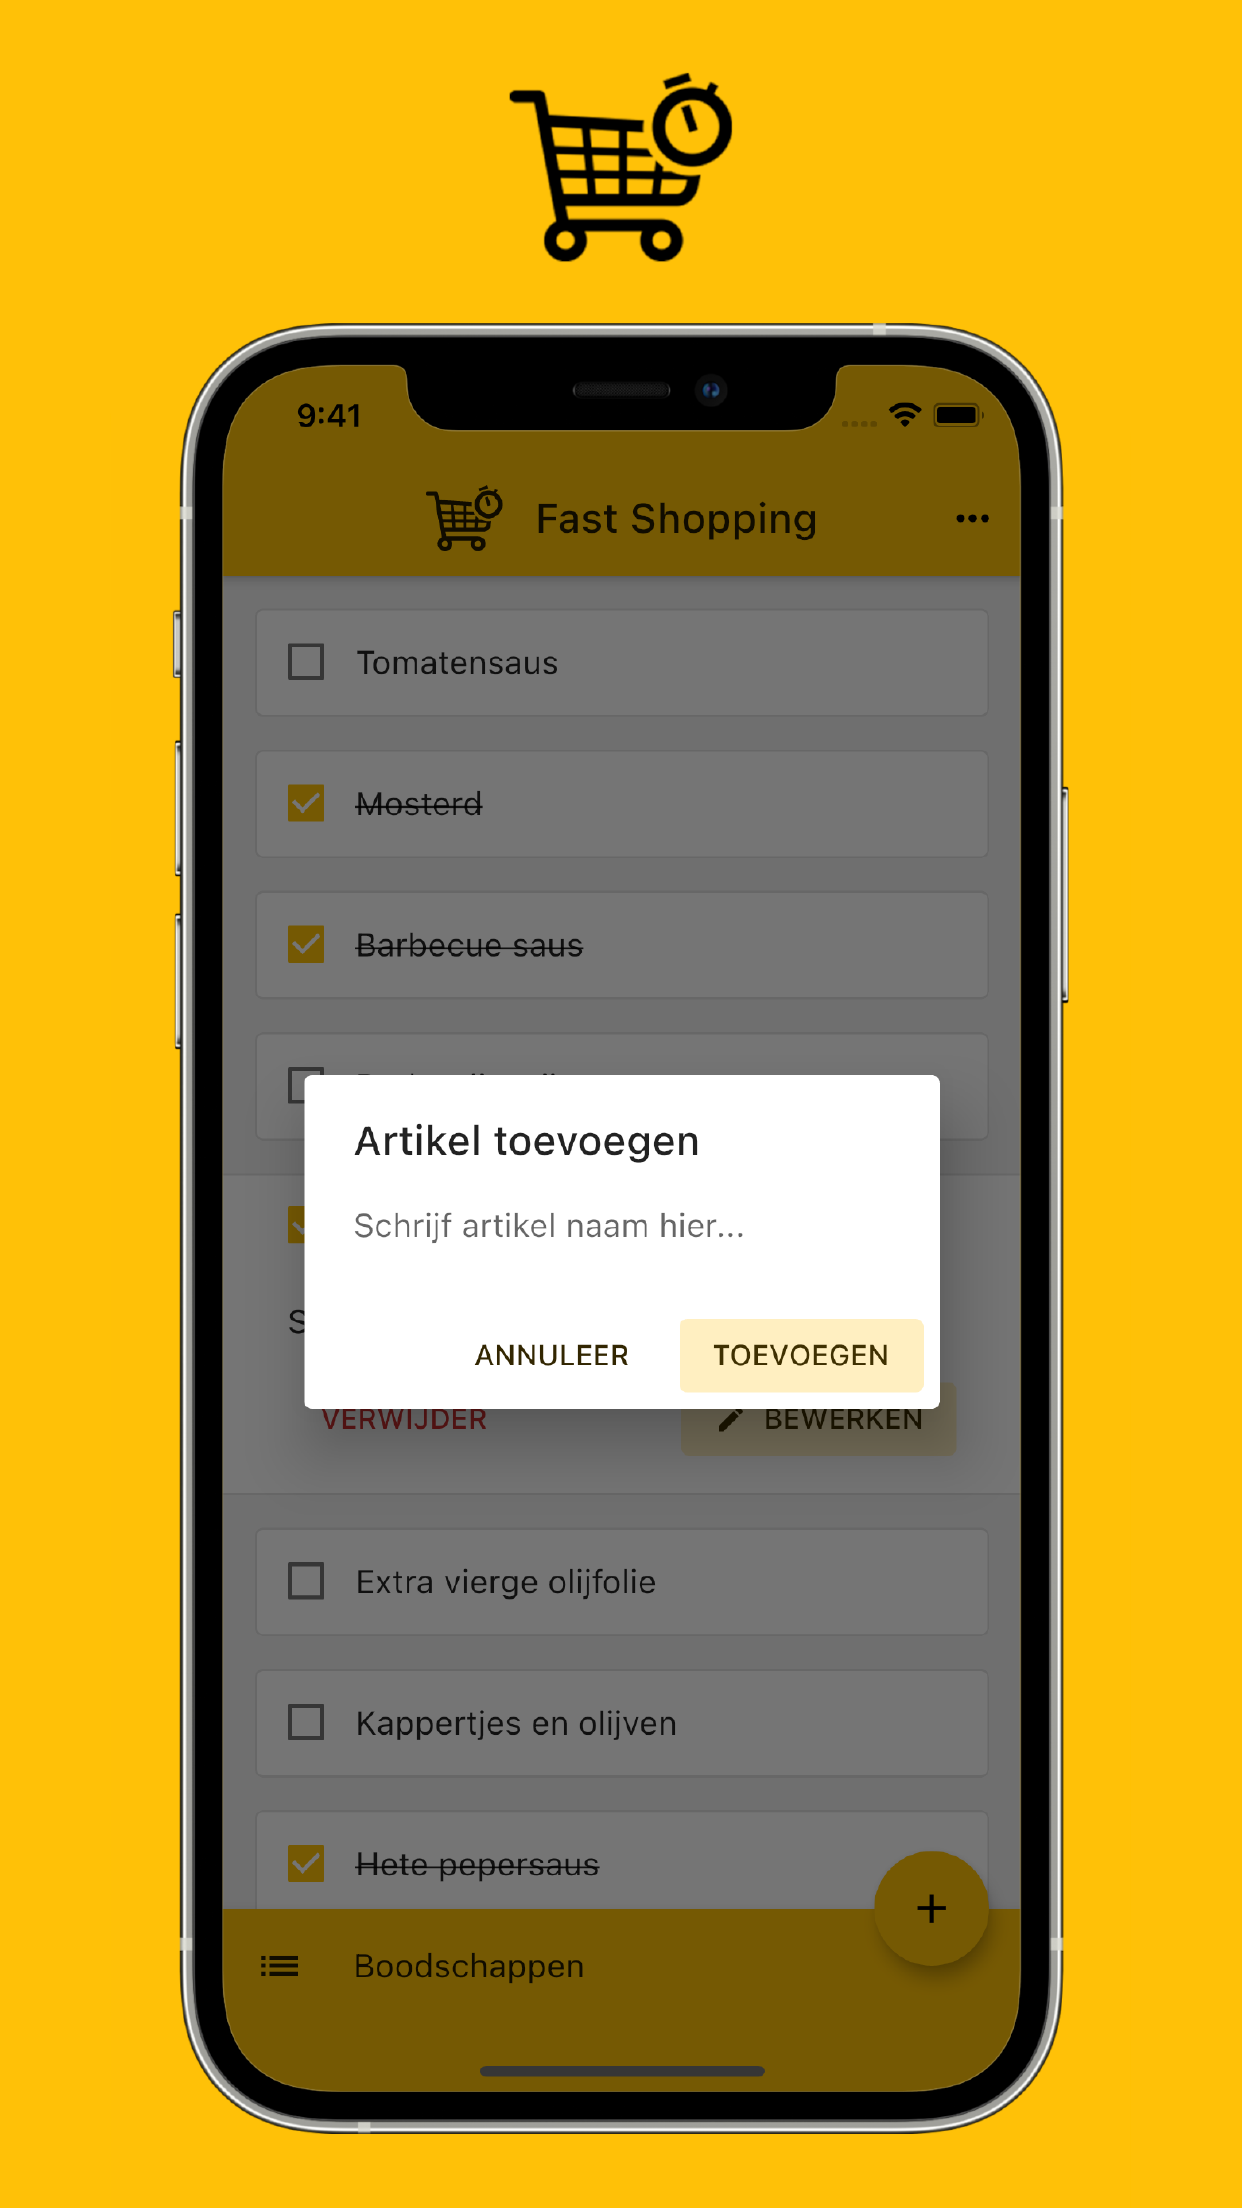 9:41
Fast Shopping
Tomatensaus
Mosterd
Barbecue saus
Artikel toevoegen
Schrijf artikel naam hier...
ANNULEER
TOEVOEGEN
VERWIJDER
BEWERKEN
Extra vierge olijfolie
Kappertjes en olijven
Hete pepersaus
Boodschappen